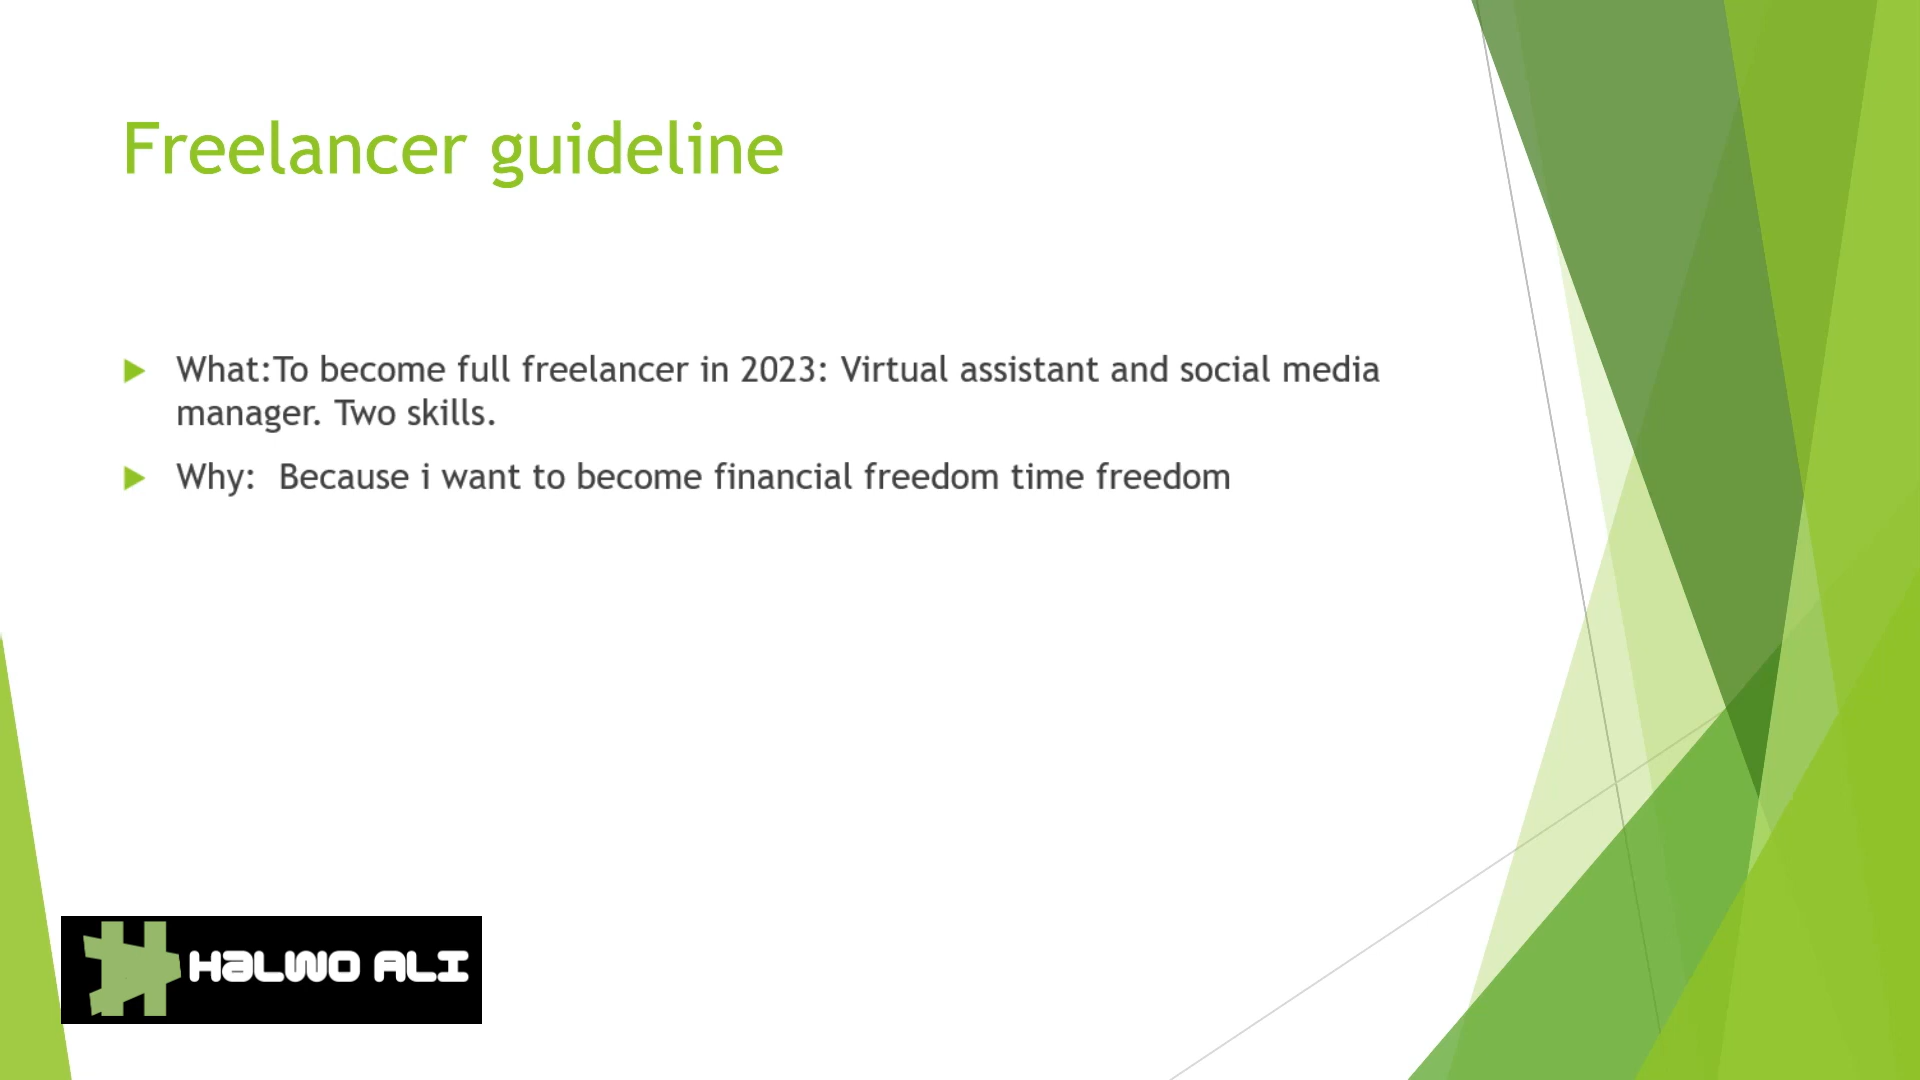 Freelancer guideline
What:To become full freelancer in 2023: Virtual assistant and social media
manager. Two skills.
Why:  Because i want to become financial freedom time freedom
HALWO ALI